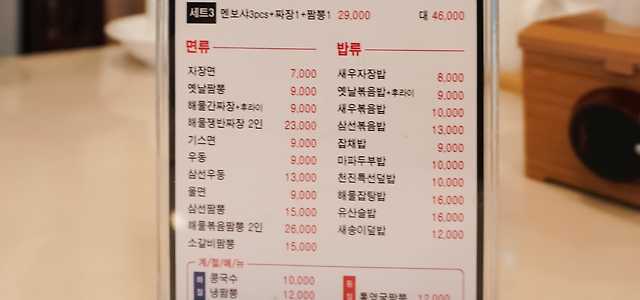 세트3 멘보샤3pcs+짜장1+짬뽕1 29,000 대 46,000
면류
자장면 7,000
옛날짬뽕 9,000
해물간짜장+후라이 9,000
해물쟁반짜장 2인 23,000
기스면 9,000
우동 9,000
삼선우동 13,000
울면 9,000
삼선짬뽕 15,000
해물볶음짬뽕 2인 26,000
소갈비짬뽕 15,000
밥류
새우자장밥 8,000
옛날볶음밥+후라이 9,000
새우볶음밥 10,000
삼선볶음밥 13,000
잡채밥 9,000
마파두부밥 10,000
천진특선덮밥 10,000
해물잡탕밥 16,000
유산슬밥 16,000
새송이덮밥 12,000
계/절/메/뉴
콩국수 10,000
냉짬뽕 12,000
통영굴짬뽕 12,000